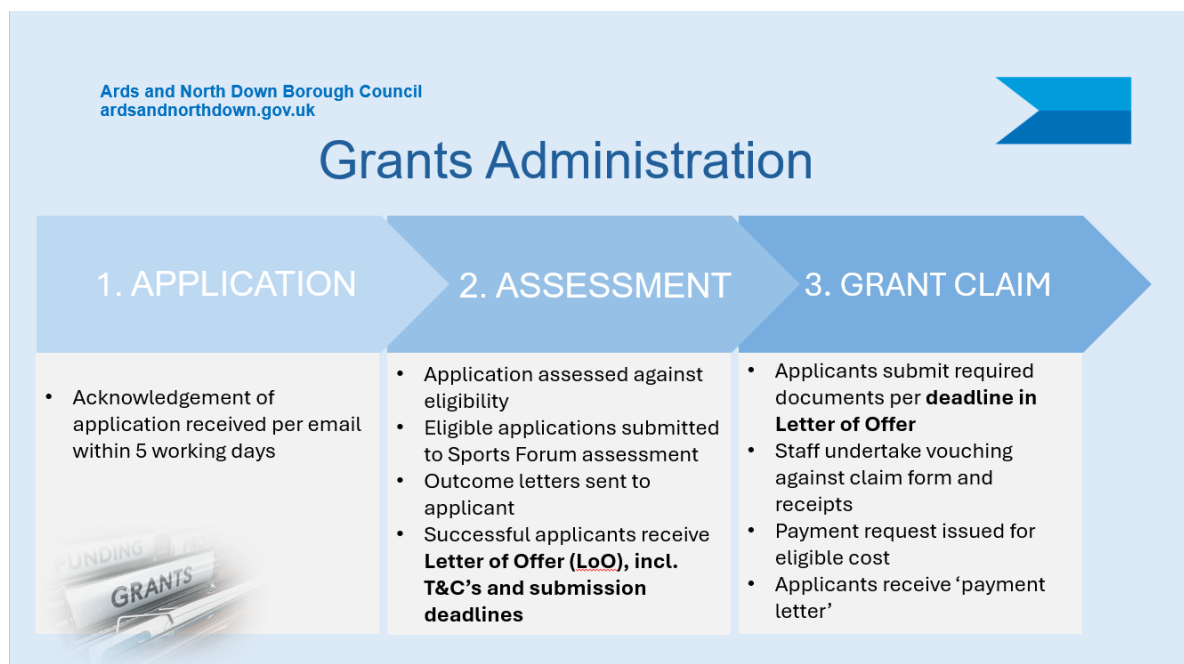 Ards and North Down Borough Council
ardsandnorthdown.gov.uk
Grants Administration
1. APPLICATION
• Acknowledgement of
application received per email
within 5 working days
FUNDING
GRANTS
2. ASSESSMENT
• Application assessed against
eligibility
• Eligible applications submitted
to Sports Forum assessment
• Outcome letters sent to
applicant
• Successful applicants receive
Letter of Offer (LoO), incl.
T&C’s and submission
deadlines
3. GRANT CLAIM
• Applicants submit required
documents per deadline in
Letter of Offer
• Staff undertake vouching
against claim form and
receipts
• Payment request issued for
eligible cost
• Applicants receive ‘payment
letter’